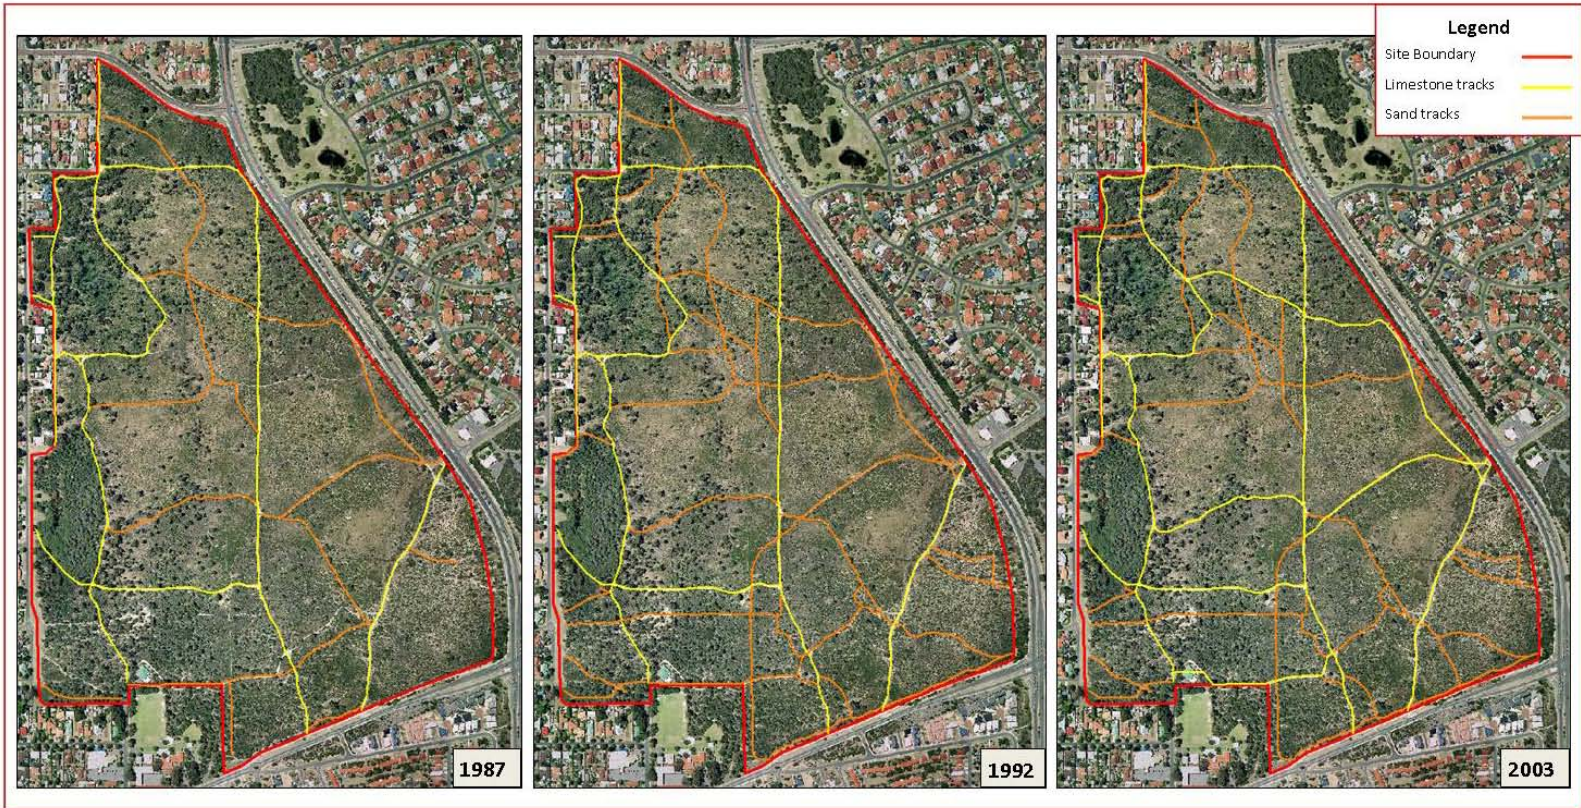 Legend
Site Boundary
Limestone tracks
Sand tracks
1987
1992
2003